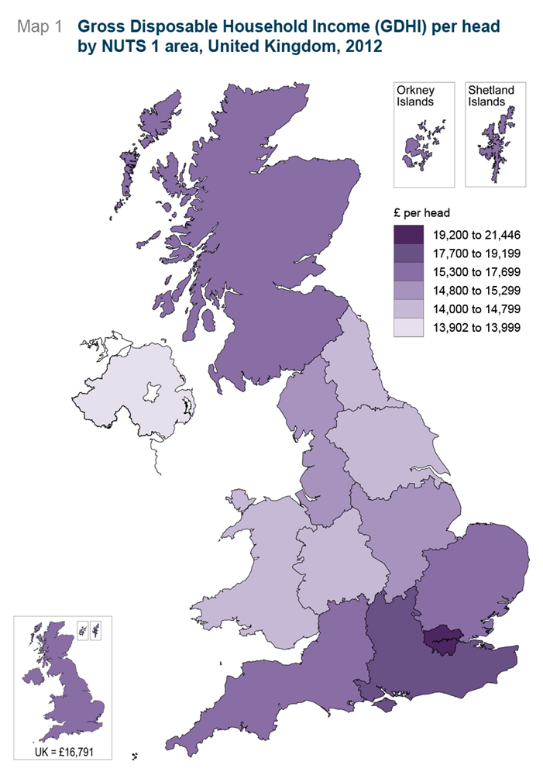 Map 1 Gross Disposable Household Income (GDHI) per head
by NUTS 1 area, United Kingdom, 2012
Orkney
Islands
Shetland
Islands
£ per head
19,200 to 21,446
17,700 to 19,199
15,300 to 17,699
14,800 to 15,299
14,000 to 14,799
13,902 to 13,999
UK = £16,791